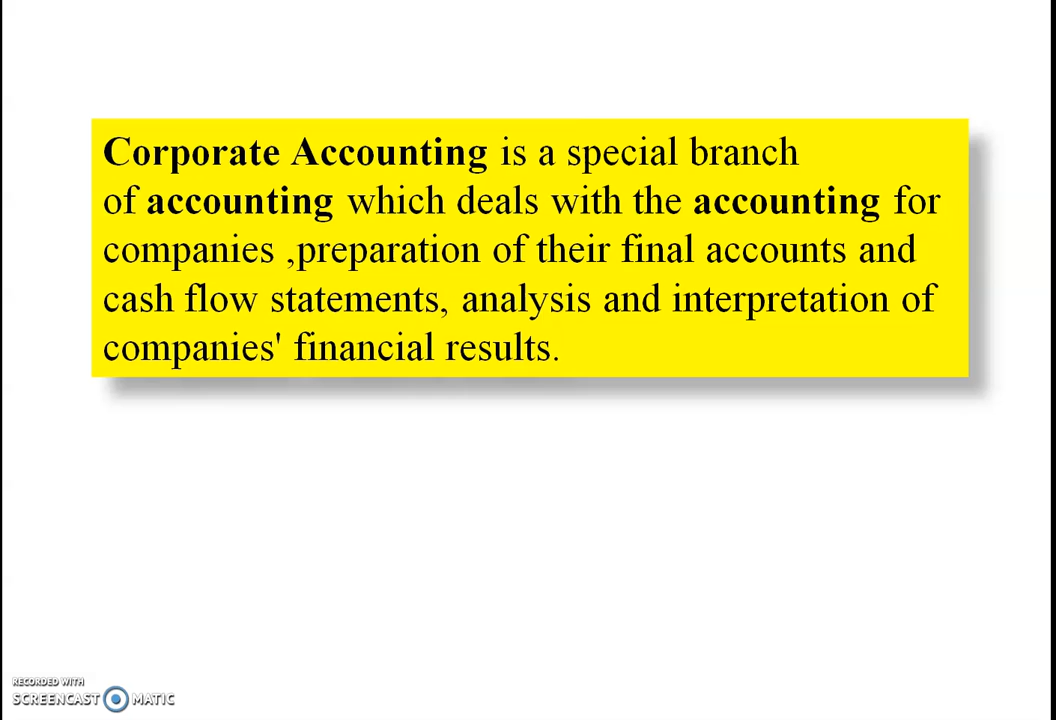 Corporate Accounting is a special branch
of accounting which deals with the accounting for
companies ,preparation of their final accounts and
cash flow statements, analysis and interpretation of
companies' financial results.
RECORDED WITH
SCREENCAST MATIC